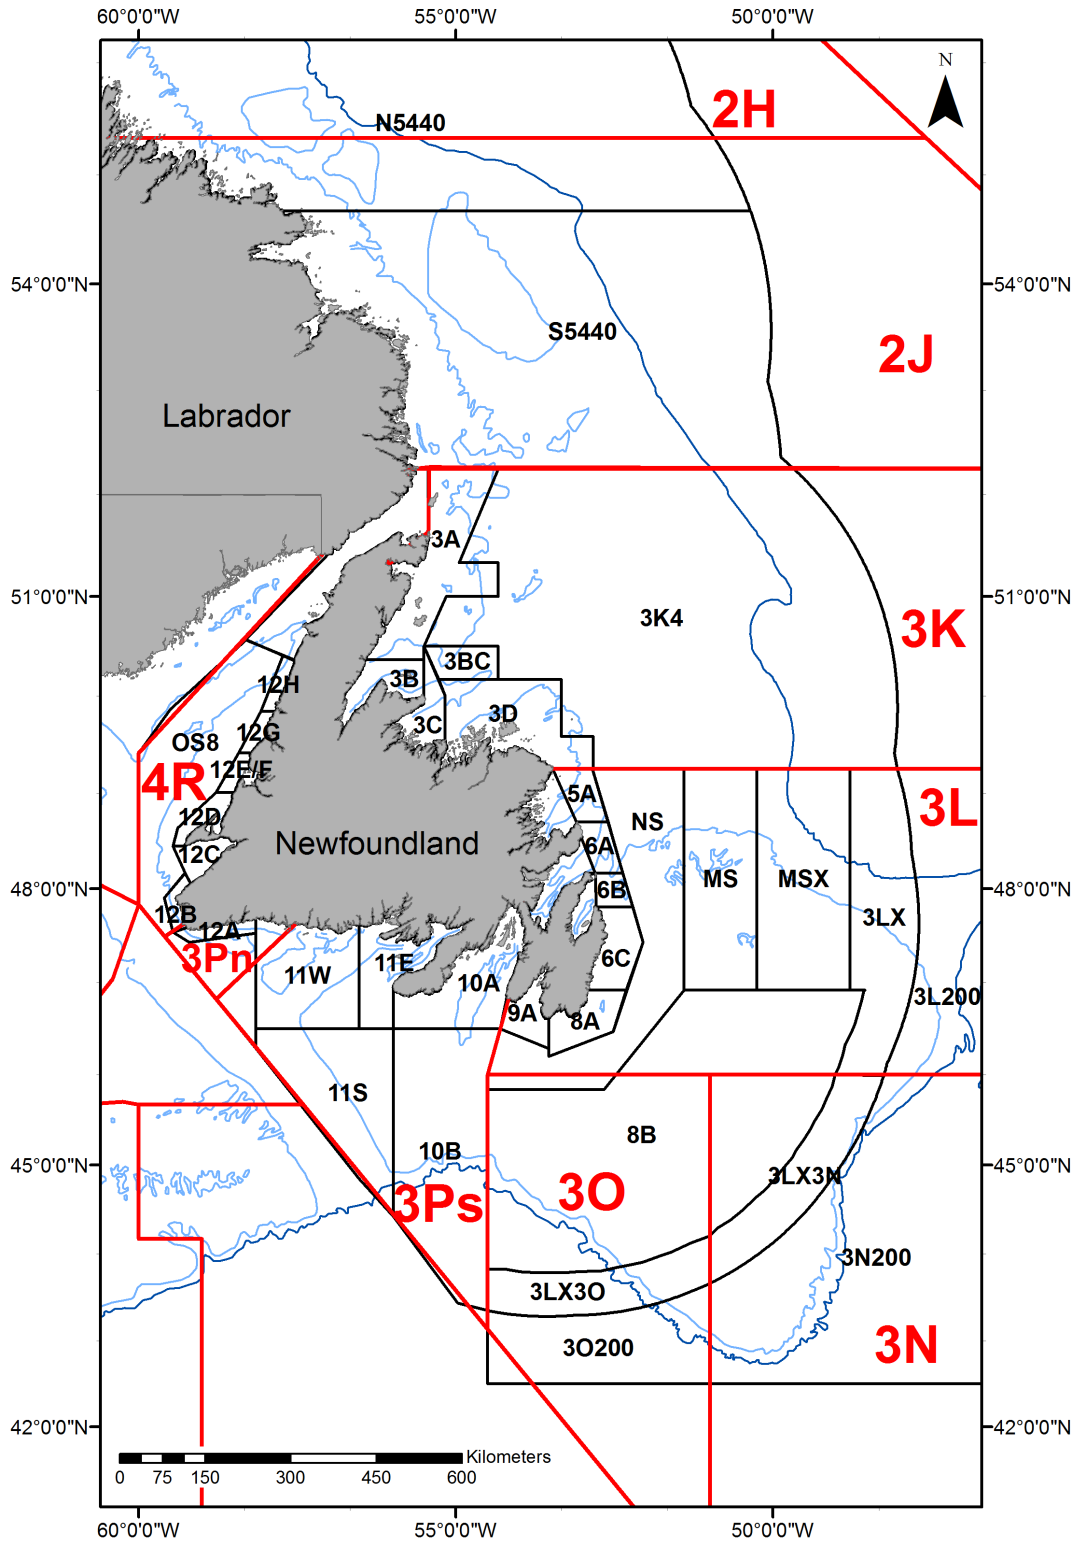 60°0'0"W 55°0'0"W 50°0'0"W
N
2H
N5440
54°0'0"N 54°0'0"N
S5440
2J
Labrador
3A
51°0'0"N 51°0'0"N
3K4
3K
3BC
3B
12H
3D
3C
12G
OS8
12E/F
4R
5A
3L
12D
NS
Newfoundland
6A
12C
MS
MSX
6B
48°0'0"N 48°0'0"N
12B
3LX
12A
3Pn
6C
11E
11W
10A
3L200
9A
8A
11S
8B
10B
45°0'0"N 45°0'0"N
3LX3N
3O
3Ps
3N200
3LX3O
3N
3O200
42°0'0"N 42°0'0"N
Kilometers
0 75 150 300 450 600
60°0'0"W 55°0'0"W 50°0'0"W